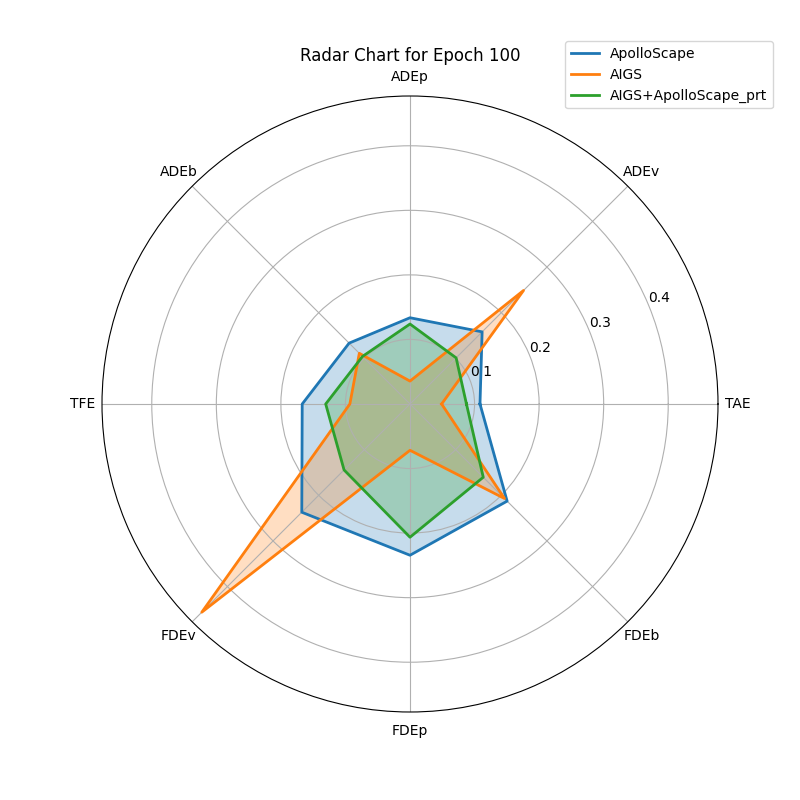 Radar Chart for Epoch 100
ApolloScape
AIGS
AIGS+ApolloScape_prt
ADEp
ADEb
ADEv
0.4
0.3
0.2
0.1
TFE
TAE
FDEv
FDEb
FDEp